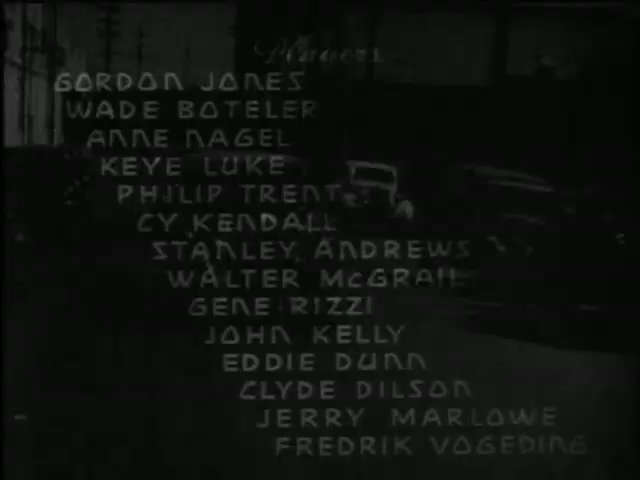 Players
GORDON JONES
WADE BOTELER
ANNE NAGEL
KEYE LUKE
PHILIP TRENT
CY KENDALL
STANLEY ANDREWS
WALTER McGRAIL
GENE RIZZI
JOHN KELLY
EDDIE DUNN
CLYDE DILSON
JERRY MARLOWE
FREDRIK VOGEDING